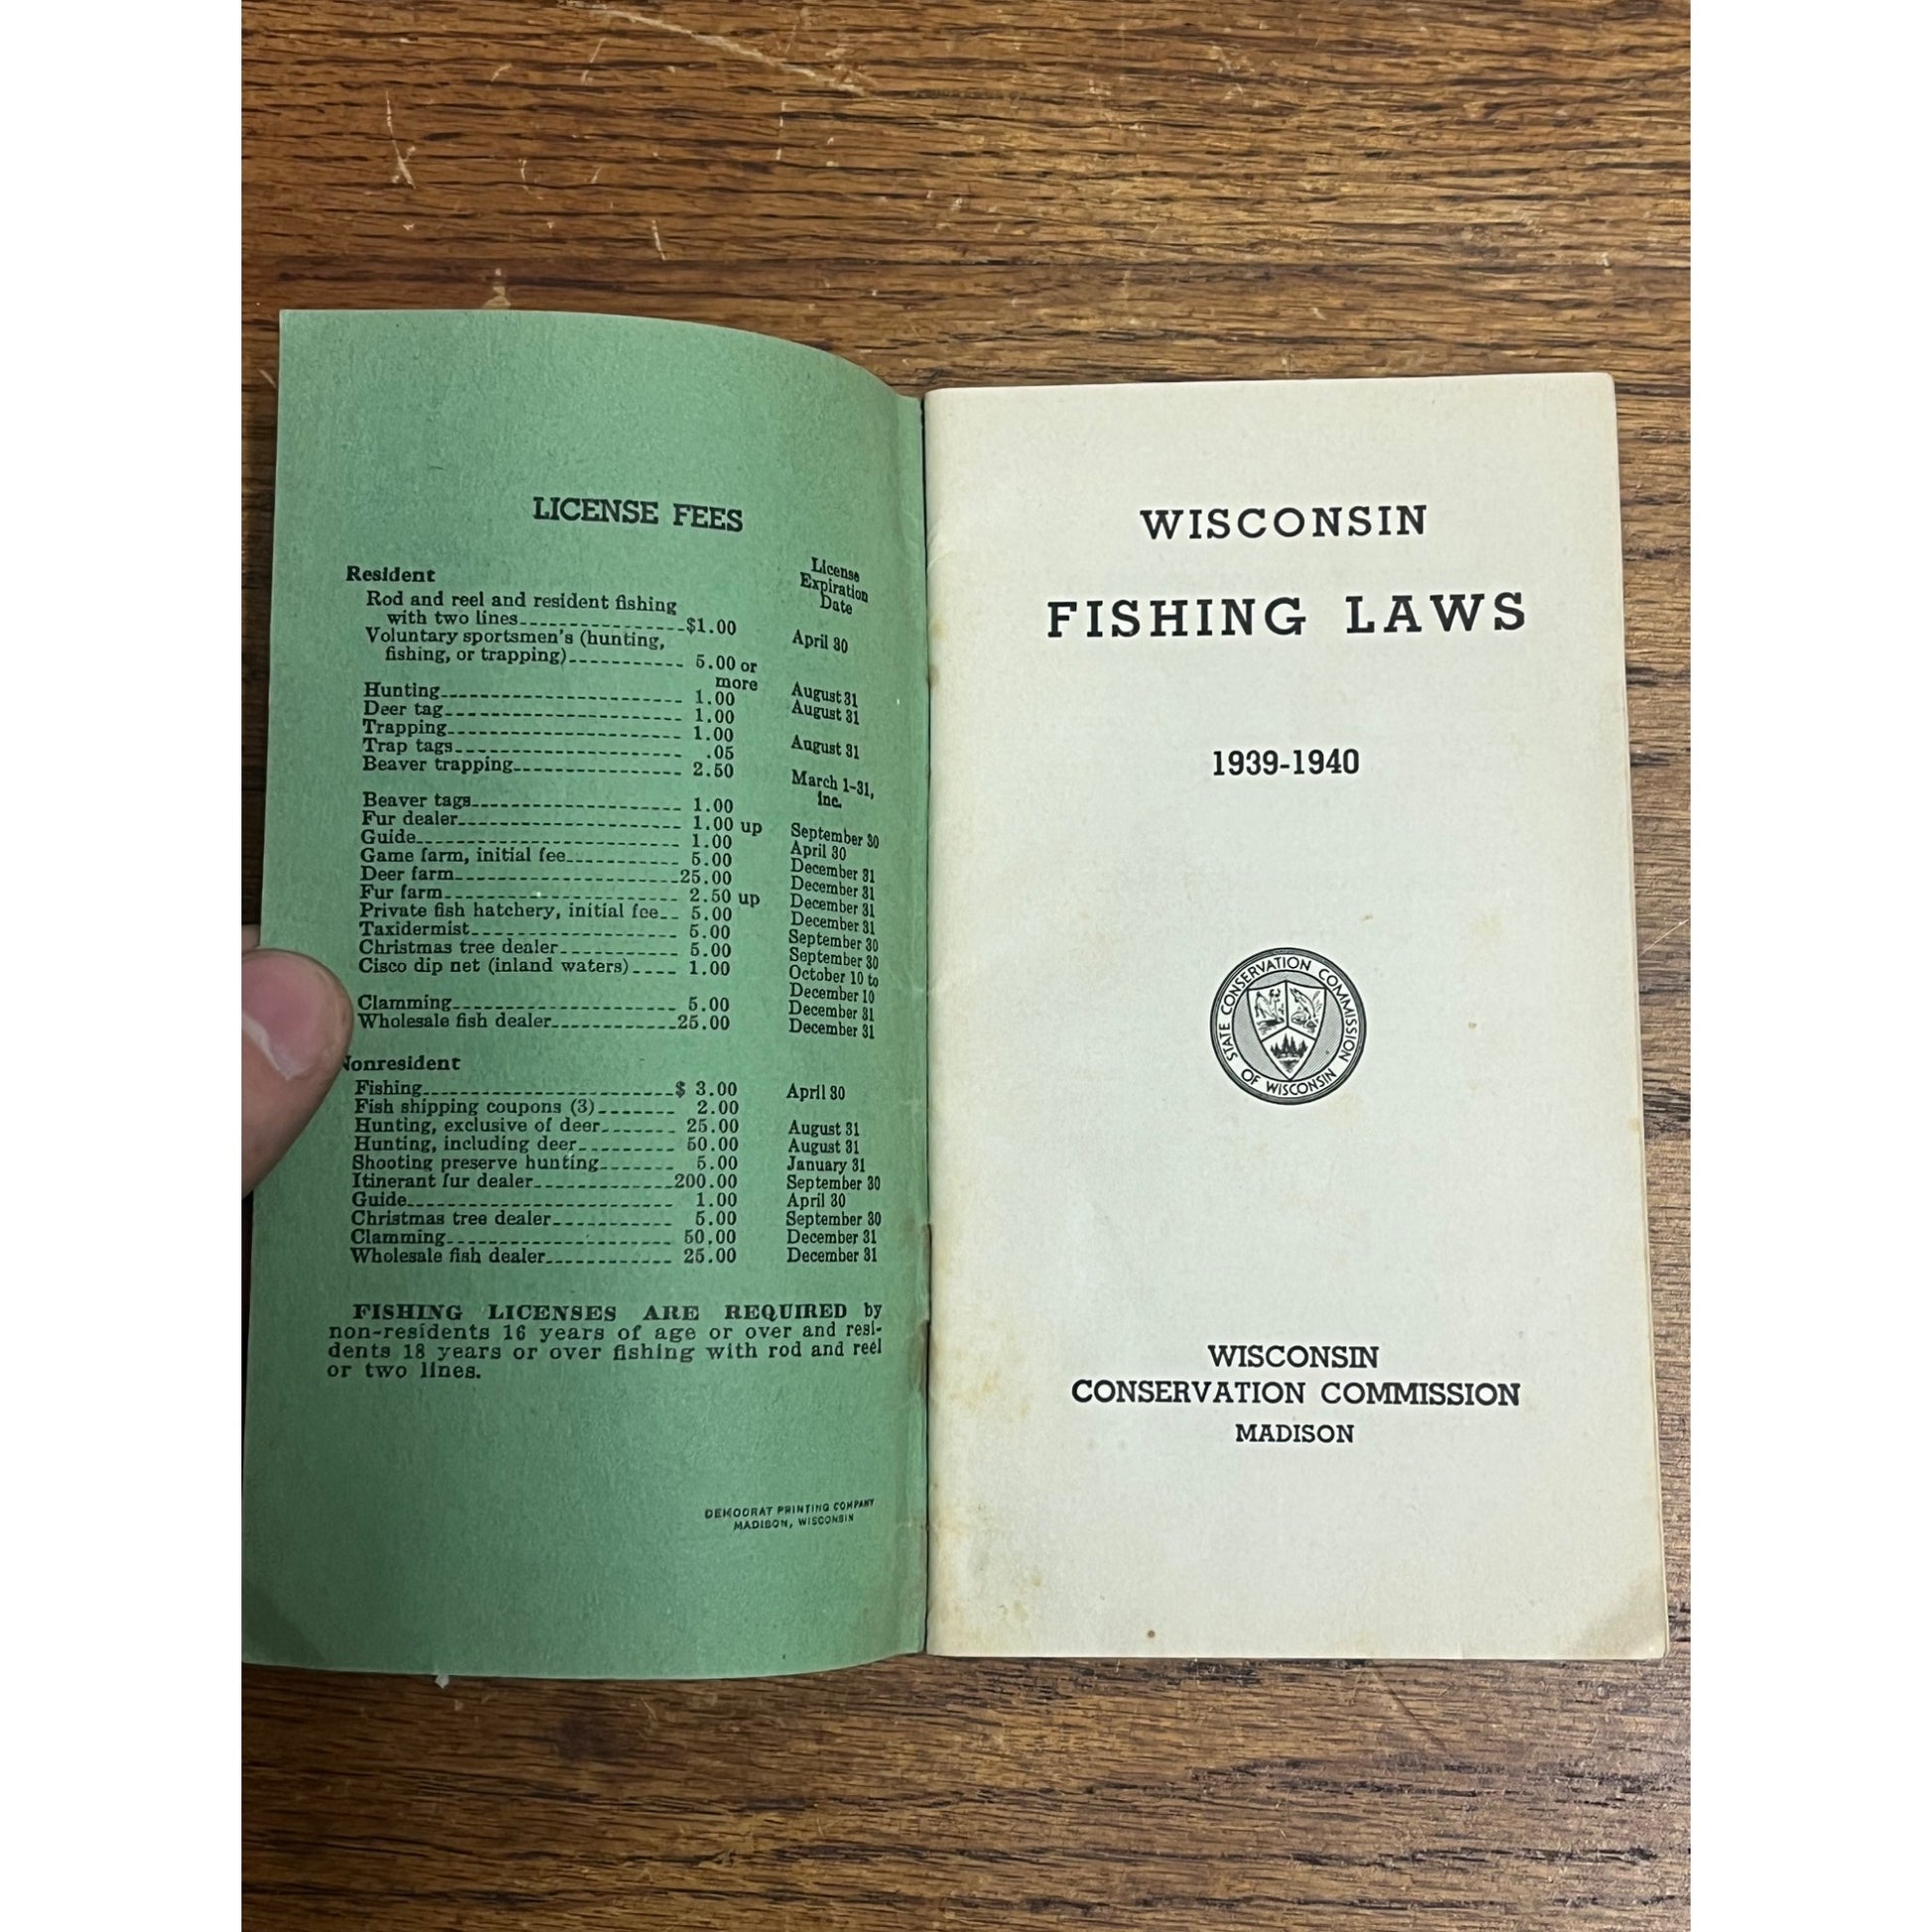 LICENSE FEES
License
Expiration
Date
Resident
Rod and reel and resident fishing
with two lines $1.00 April 30
Voluntary sportsmen's (hunting,
fishing, or trapping) 5.00 or
more
Hunting 1.00 August 31
Deer tag 1.00 August 31
Trapping 1.00
Trap tags .05 August 31
Beaver trapping 2.50 March 1-31,
inc.
Beaver tags 1.00
Fur dealer 1.00 up September 30
Guide 1.00 April 30
Game farm, initial fee 5.00 December 31
Deer farm 25.00 December 31
Fur farm 2.50 up December 31
Private fish hatchery, initial fee 5.00 December 31
Taxidermist 5.00 September 30
Christmas tree dealer 5.00 September 30
Cisco dip net (inland waters) 1.00 October 10 to
December 10
Clamming 5.00 December 31
Wholesale fish dealer 25.00 December 31
Nonresident
Fishing $ 3.00 April 30
Fish shipping coupons (3) 2.00
Hunting, exclusive of deer 25.00 August 31
Hunting, including deer 50.00 August 31
Shooting preserve hunting 5.00 January 31
Itinerant fur dealer 200.00 September 30
Guide 1.00 April 30
Christmas tree dealer 5.00 September 30
Clamming 50.00 December 31
Wholesale fish dealer 25.00 December 31
FISHING LICENSES ARE REQUIRED by
non-residents 16 years of age or over and resi-
dents 18 years or over fishing with rod and reel
or two lines.
DEMOCRAT PRINTING COMPANY
MADISON, WISCONSIN
WISCONSIN
FISHING LAWS
1939-1940
STATE CONSERVATION COMMISSION
OF WISCONSIN
WISCONSIN
CONSERVATION COMMISSION
MADISON